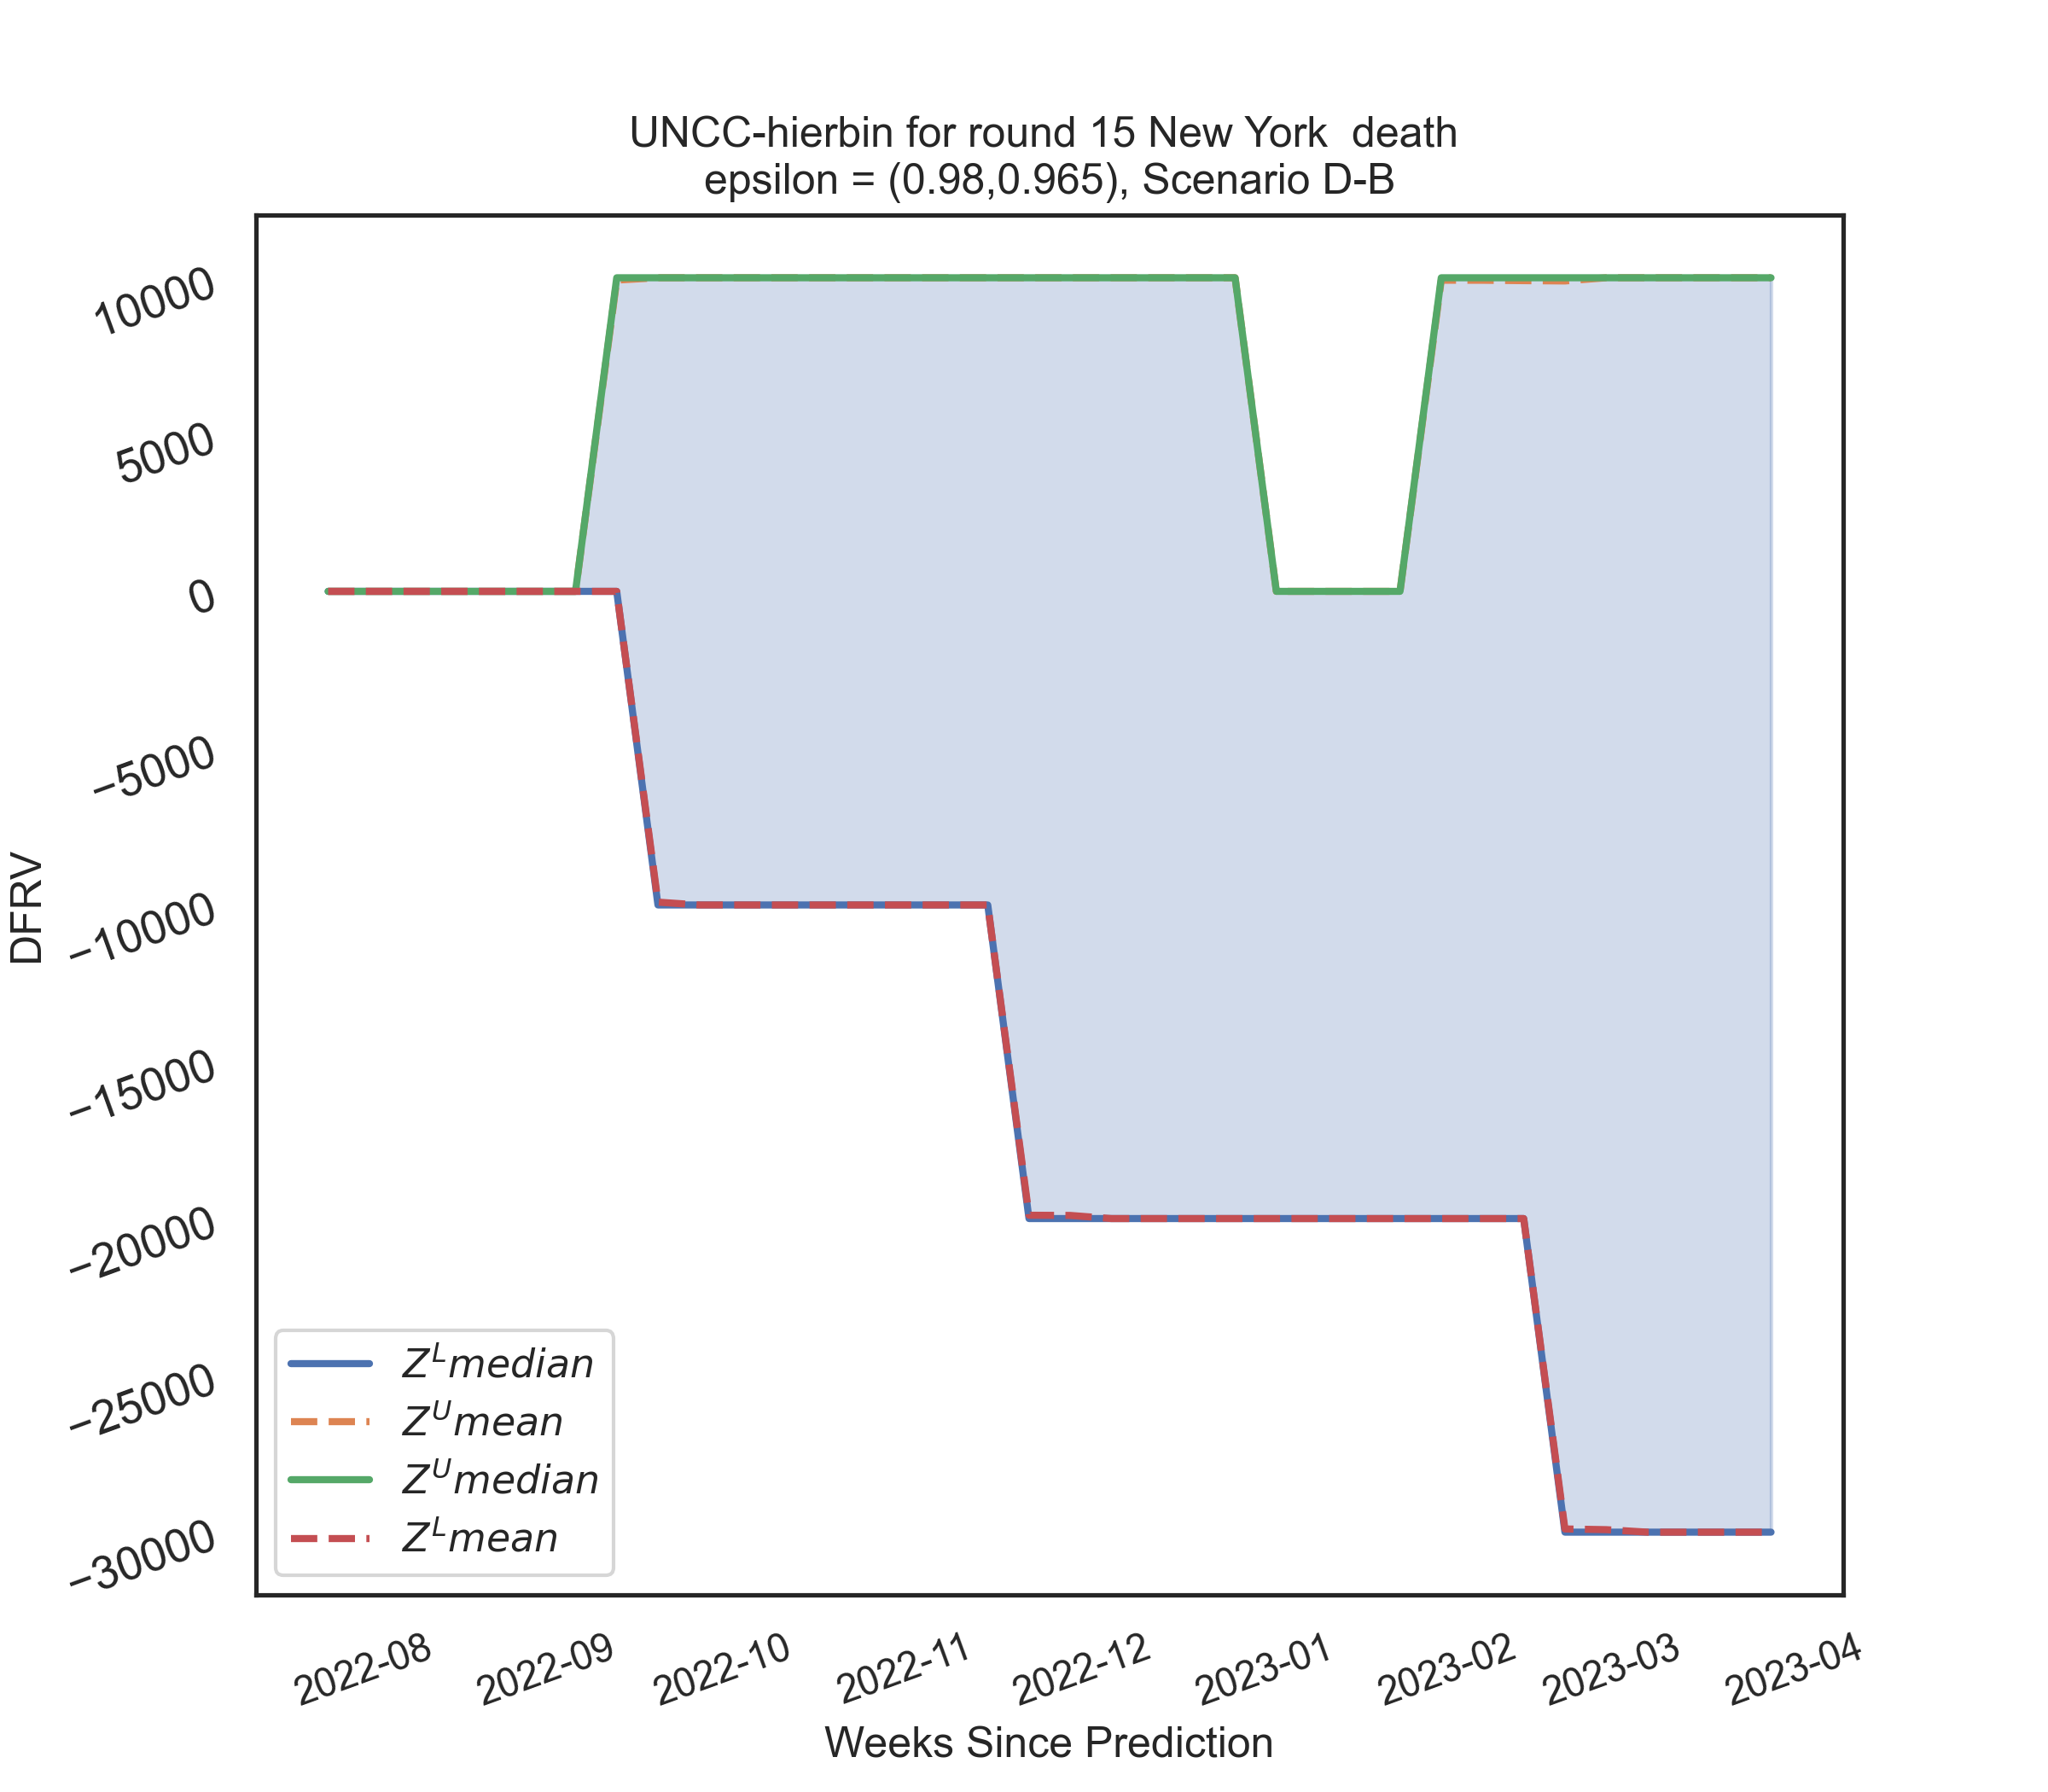 UNCC-hierbin for round 15 New York  death
epsilon = (0.98,0.965), Scenario D-B
10000
5000
0
−5000
−10000
−15000
−20000
−25000
−30000
DFRV
Z^L median
Z^U mean
Z^U median
Z^L mean
2022-08
2022-09
2022-10
2022-11
2022-12
2023-01
2023-02
2023-03
2023-04
Weeks Since Prediction